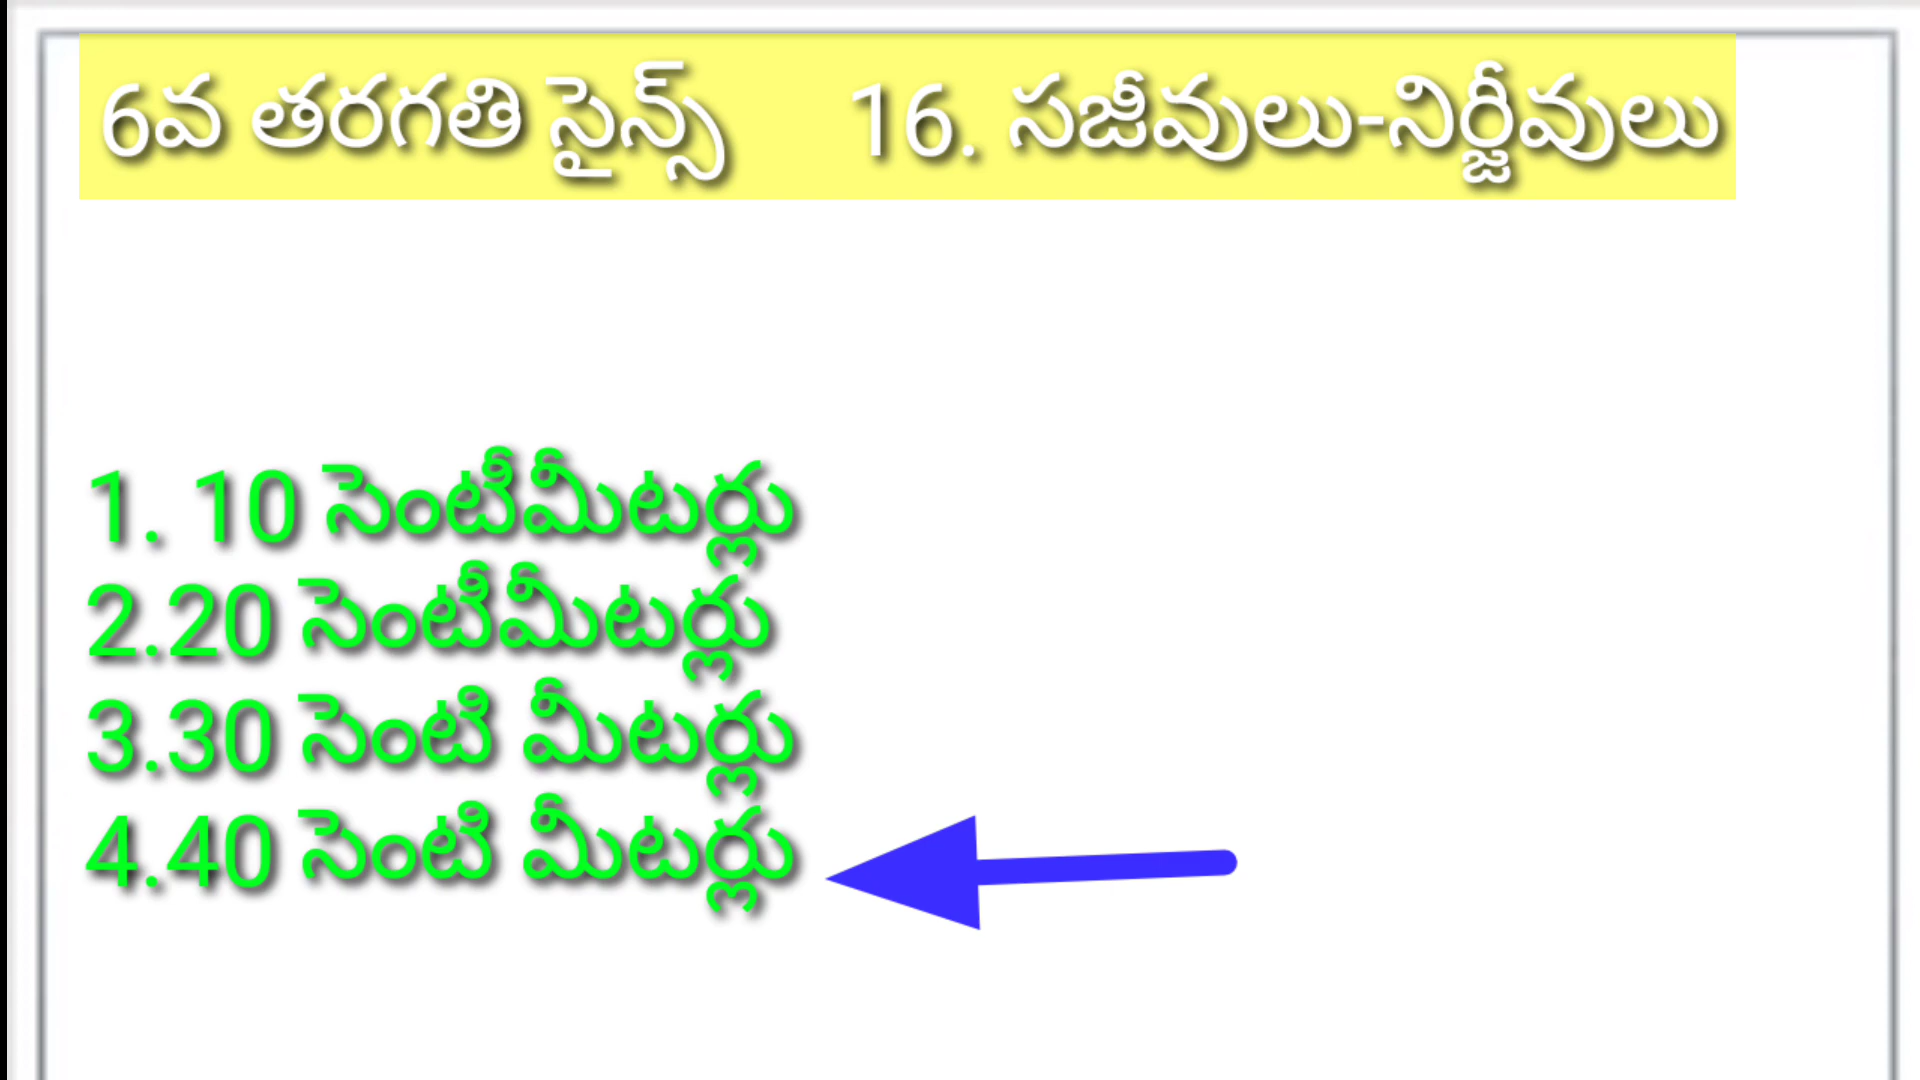 6వ తరగతి సైన్స్ 16. సజీవులు-నిర్జీవులు
1. 10 సెంటీమీటర్లు
2.20 సెంటీమీటర్లు
3.30 సెంటి మీటర్లు
4.40 సెంటి మీటర్లు